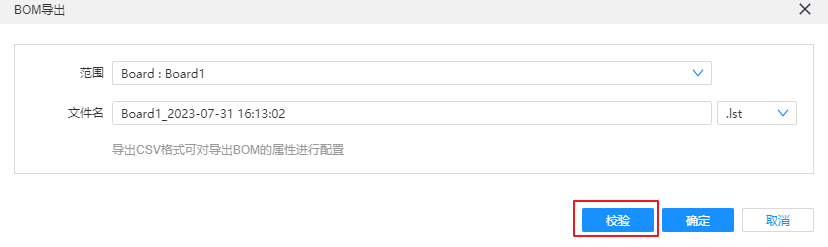 BOM导出
范围 Board : Board1
文件名 Board1_2023-07-31 16:13:02 .lst
导出CSV格式可对导出BOM的属性进行配置
校验 确定 取消